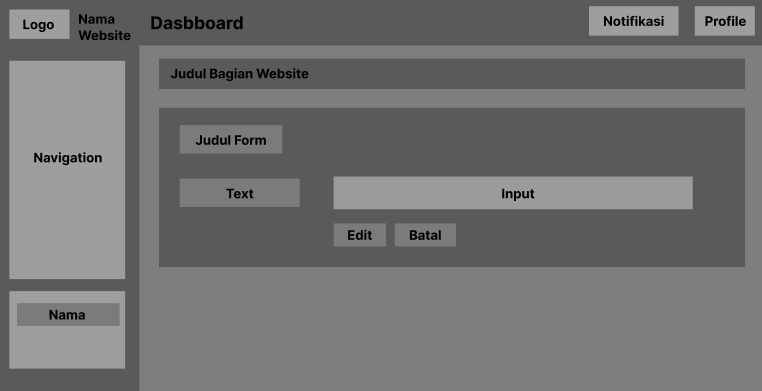 Logo
Nama
Website
Dasbboard
Notifikasi
Profile
Judul Bagian Website
Navigation
Judul Form
Text
Input
Edit
Batal
Nama